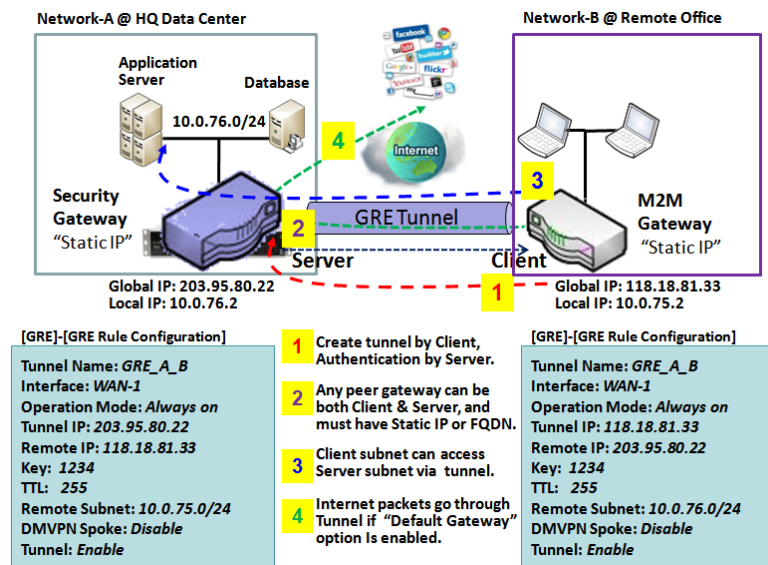 Network-A @ HQ Data Center
Network-B @ Remote Office
Application
Server
Database
10.0.76.0/24
facebook
YouTube
twitter
Google+
flickr
YAHOO!
4
Internet
3
Security
Gateway
"Static IP"
2
GRE Tunnel
M2M
Gateway
"Static IP"
Server
Client
1
Global IP: 203.95.80.22
Local IP: 10.0.76.2
Global IP: 118.18.81.33
Local IP: 10.0.75.2
[GRE]-[GRE Rule Configuration]
Tunnel Name: GRE_A_B
Interface: WAN-1
Operation Mode: Always on
Tunnel IP: 203.95.80.22
Remote IP: 118.18.81.33
Key: 1234
TTL: 255
Remote Subnet: 10.0.75.0/24
DMVPN Spoke: Disable
Tunnel: Enable
1
Create tunnel by Client,
Authentication by Server.
2
Any peer gateway can be
both Client & Server, and
must have Static IP or FQDN.
3
Client subnet can access
Server subnet via tunnel.
4
Internet packets go through
Tunnel if "Default Gateway"
option Is enabled.
[GRE]-[GRE Rule Configuration]
Tunnel Name: GRE_A_B
Interface: WAN-1
Operation Mode: Always on
Tunnel IP: 118.18.81.33
Remote IP: 203.95.80.22
Key: 1234
TTL: 255
Remote Subnet: 10.0.76.0/24
DMVPN Spoke: Disable
Tunnel: Enable